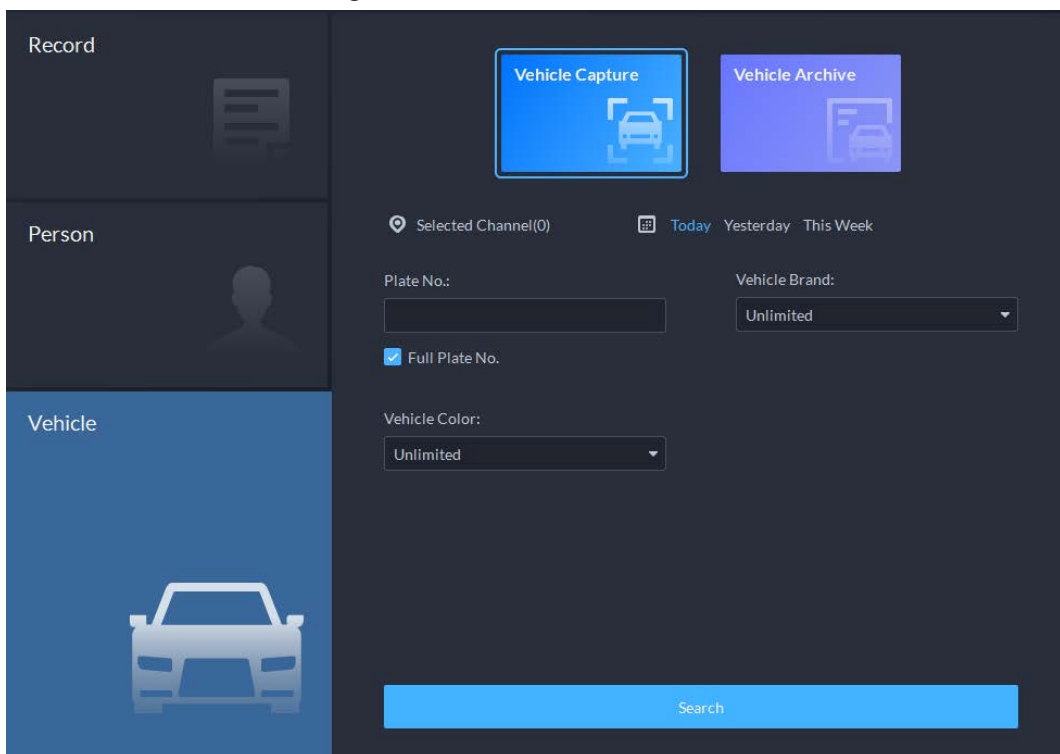 Record
Person
Vehicle
Vehicle Capture
Vehicle Archive
Selected Channel(0)
Today Yesterday This Week
Plate No.:
Vehicle Brand:
Unlimited
Full Plate No.
Vehicle Color:
Unlimited
Search